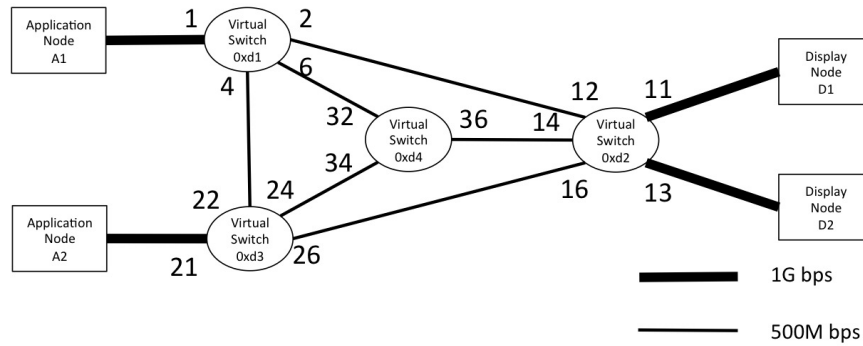 Application
Node
A1
1
Virtual
Switch
0xd1
2
4
6
32
Virtual
Switch
0xd4
36
34
14
12
11
Virtual
Switch
0xd2
16
13
Display
Node
D1
Display
Node
D2
Application
Node
A2
21
22
24
Virtual
Switch
0xd3
26
1G bps
500M bps